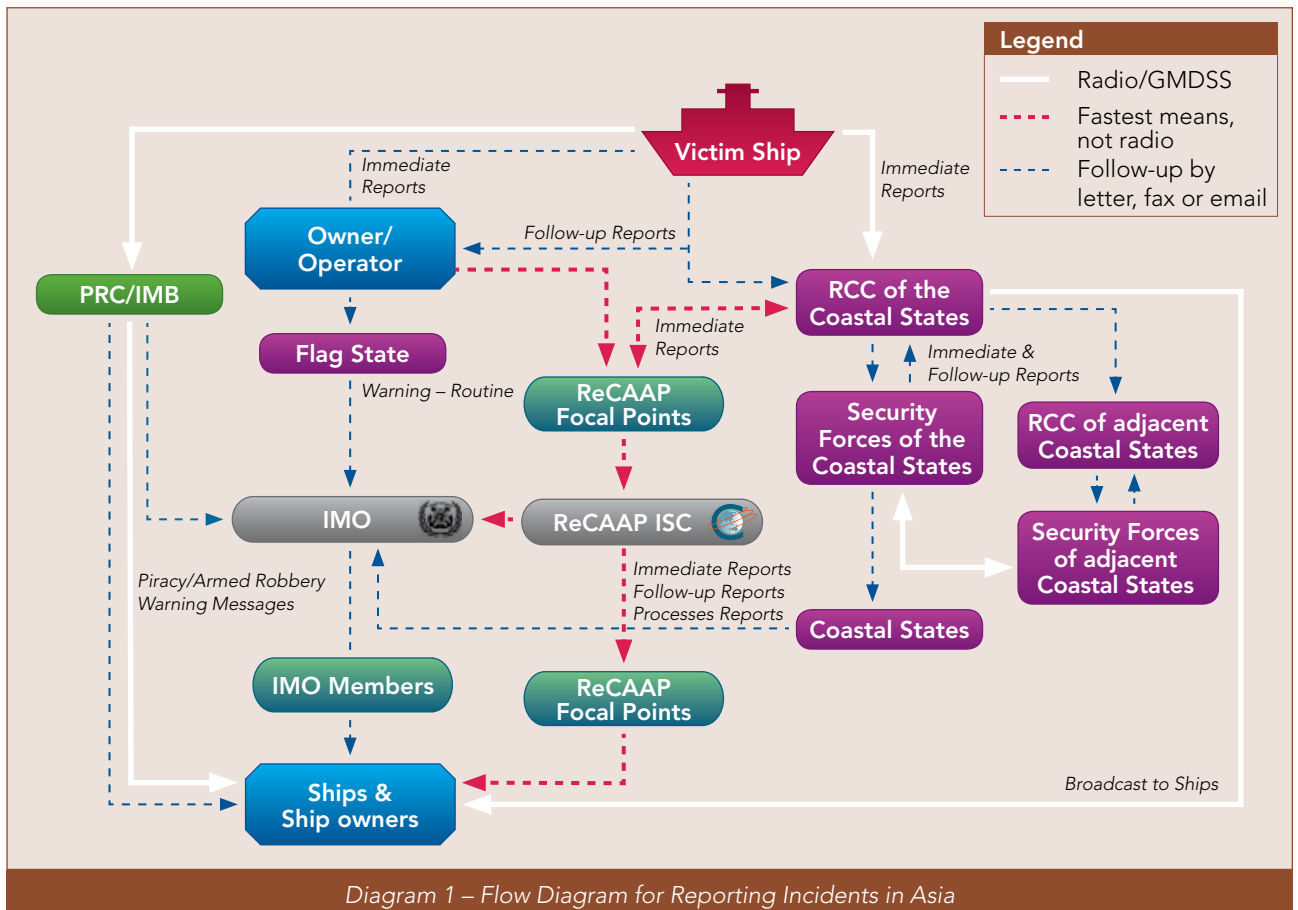 Legend
Radio/GMDSS
Fastest means,
not radio
Follow-up by
letter, fax or email
Victim Ship
Immediate
Reports
Immediate
Reports
Owner/
Operator
Follow-up Reports
PRC/IMB
RCC of the
Coastal States
Immediate
Reports
Flag State
Immediate &
Follow-up Reports
Warning – Routine
ReCAAP
Focal Points
Security
Forces of the
Coastal States
RCC of adjacent
Coastal States
IMO
ReCAAP ISC
Security Forces
of adjacent
Coastal States
Piracy/Armed Robbery
Warning Messages
Immediate Reports
Follow-up Reports
Processes Reports
Coastal States
IMO Members
ReCAAP
Focal Points
Ships &
Ship owners
Broadcast to Ships
Diagram 1 – Flow Diagram for Reporting Incidents in Asia